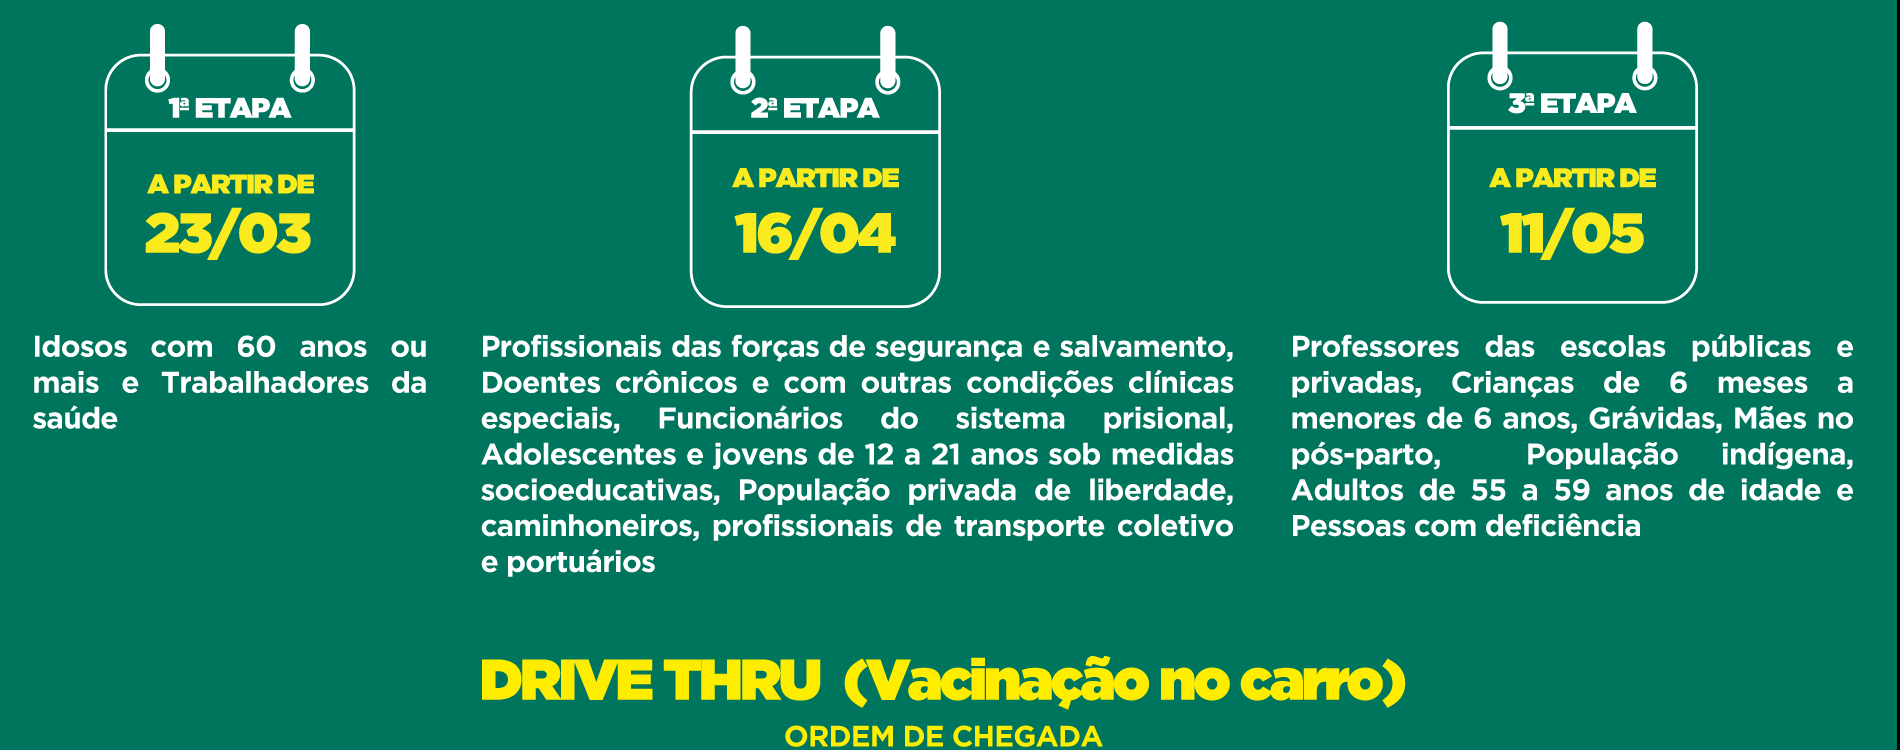 1ª ETAPA
A PARTIR DE
23/03
Idosos com 60 anos ou
mais e Trabalhadores da
saúde
2ª ETAPA
A PARTIR DE
16/04
Profissionais das forças de segurança e salvamento,
Doentes crônicos e com outras condições clínicas
especiais, Funcionários do sistema prisional,
Adolescentes e jovens de 12 a 21 anos sob medidas
socioeducativas, População privada de liberdade,
caminhoneiros, profissionais de transporte coletivo
e portuários
3ª ETAPA
A PARTIR DE
11/05
Professores das escolas públicas e
privadas, Crianças de 6 meses a
menores de 6 anos, Grávidas, Mães no
pós-parto, População indígena,
Adultos de 55 a 59 anos de idade e
Pessoas com deficiência
DRIVE THRU (Vacinação no carro)
ORDEM DE CHEGADA